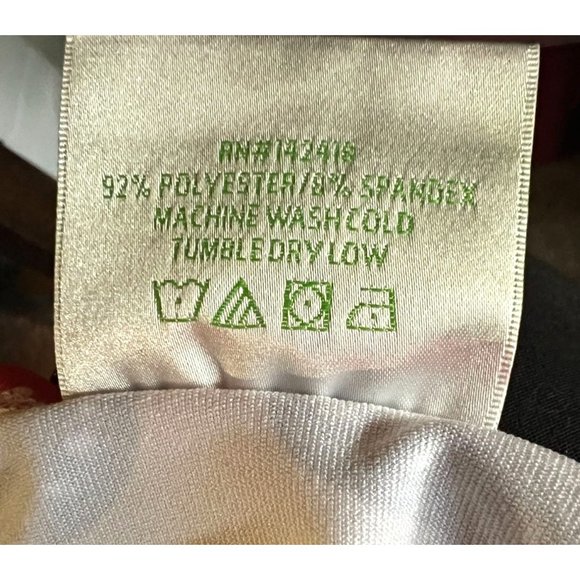 RN#142418
92% POLYESTER/8% SPANDEX
MACHINE WASH COLD
TUMBLE DRY LOW